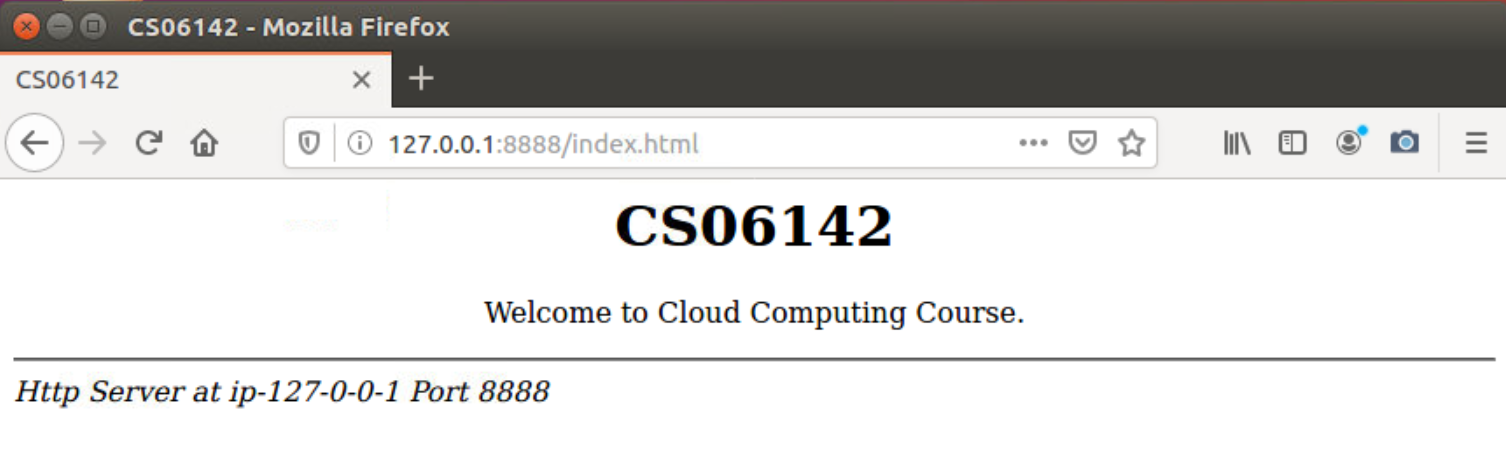 CS06142 - Mozilla Firefox
CS06142
127.0.0.1:8888/index.html
CS06142
Welcome to Cloud Computing Course.
Http Server at ip-127-0-0-1 Port 8888